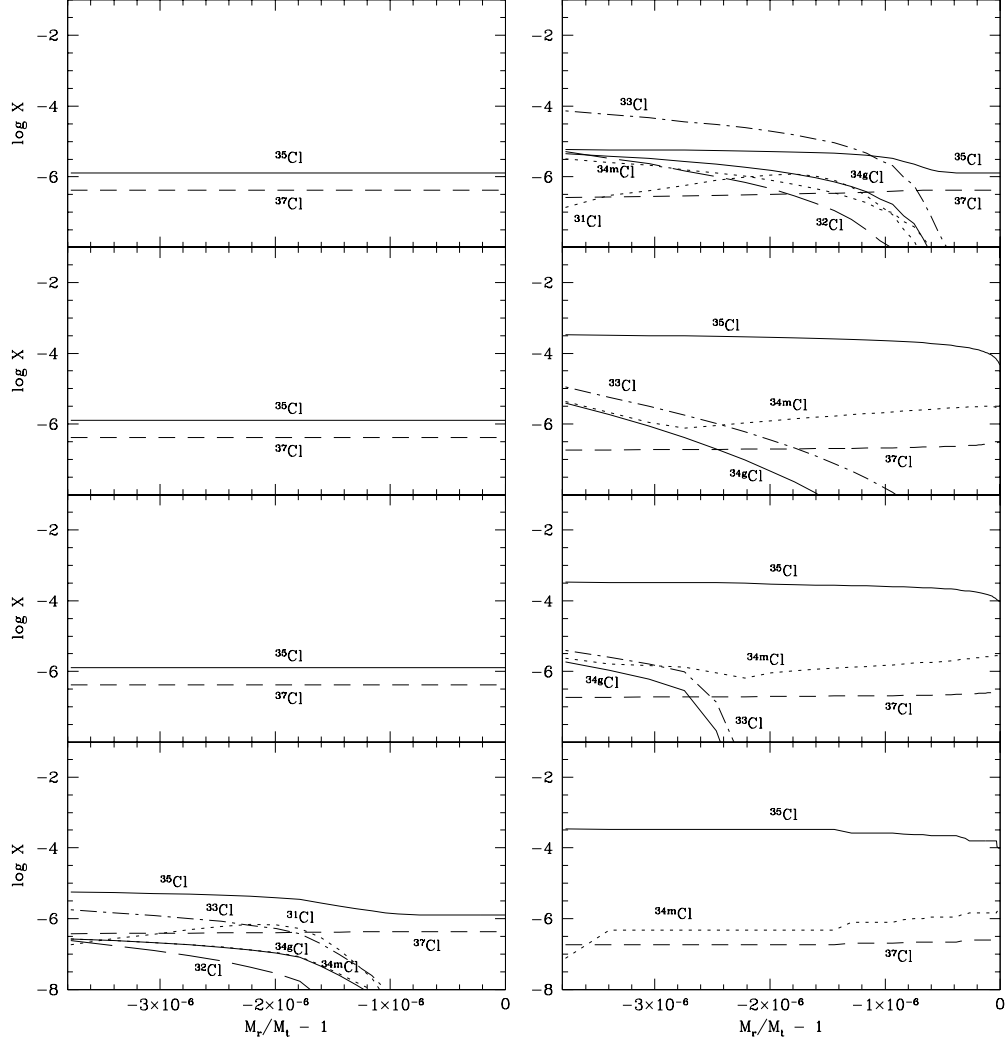 -2
-4
-6
log X
³⁵Cl
³⁷Cl
³³Cl
³⁵Cl
³⁴ᵐCl
³⁴ᵍCl
³⁷Cl
³¹Cl
³²Cl
-2
-4
-6
log X
³⁵Cl
³⁷Cl
³⁵Cl
³³Cl
³⁴ᵐCl
³⁷Cl
³⁴ᵍCl
-2
-4
-6
log X
³⁵Cl
³⁷Cl
³⁵Cl
³⁴ᵐCl
³⁴ᵍCl
³⁷Cl
³³Cl
-2
-4
-6
-8
log X
³⁵Cl
³³Cl
³¹Cl
³⁷Cl
³⁴ᵍCl
³⁴ᵐCl
³²Cl
³⁵Cl
³⁴ᵐCl
³⁷Cl
-3×10⁻⁶ -2×10⁻⁶ -1×10⁻⁶ 0
-3×10⁻⁶ -2×10⁻⁶ -1×10⁻⁶ 0
Mᵣ/Mₜ - 1
Mᵣ/Mₜ - 1